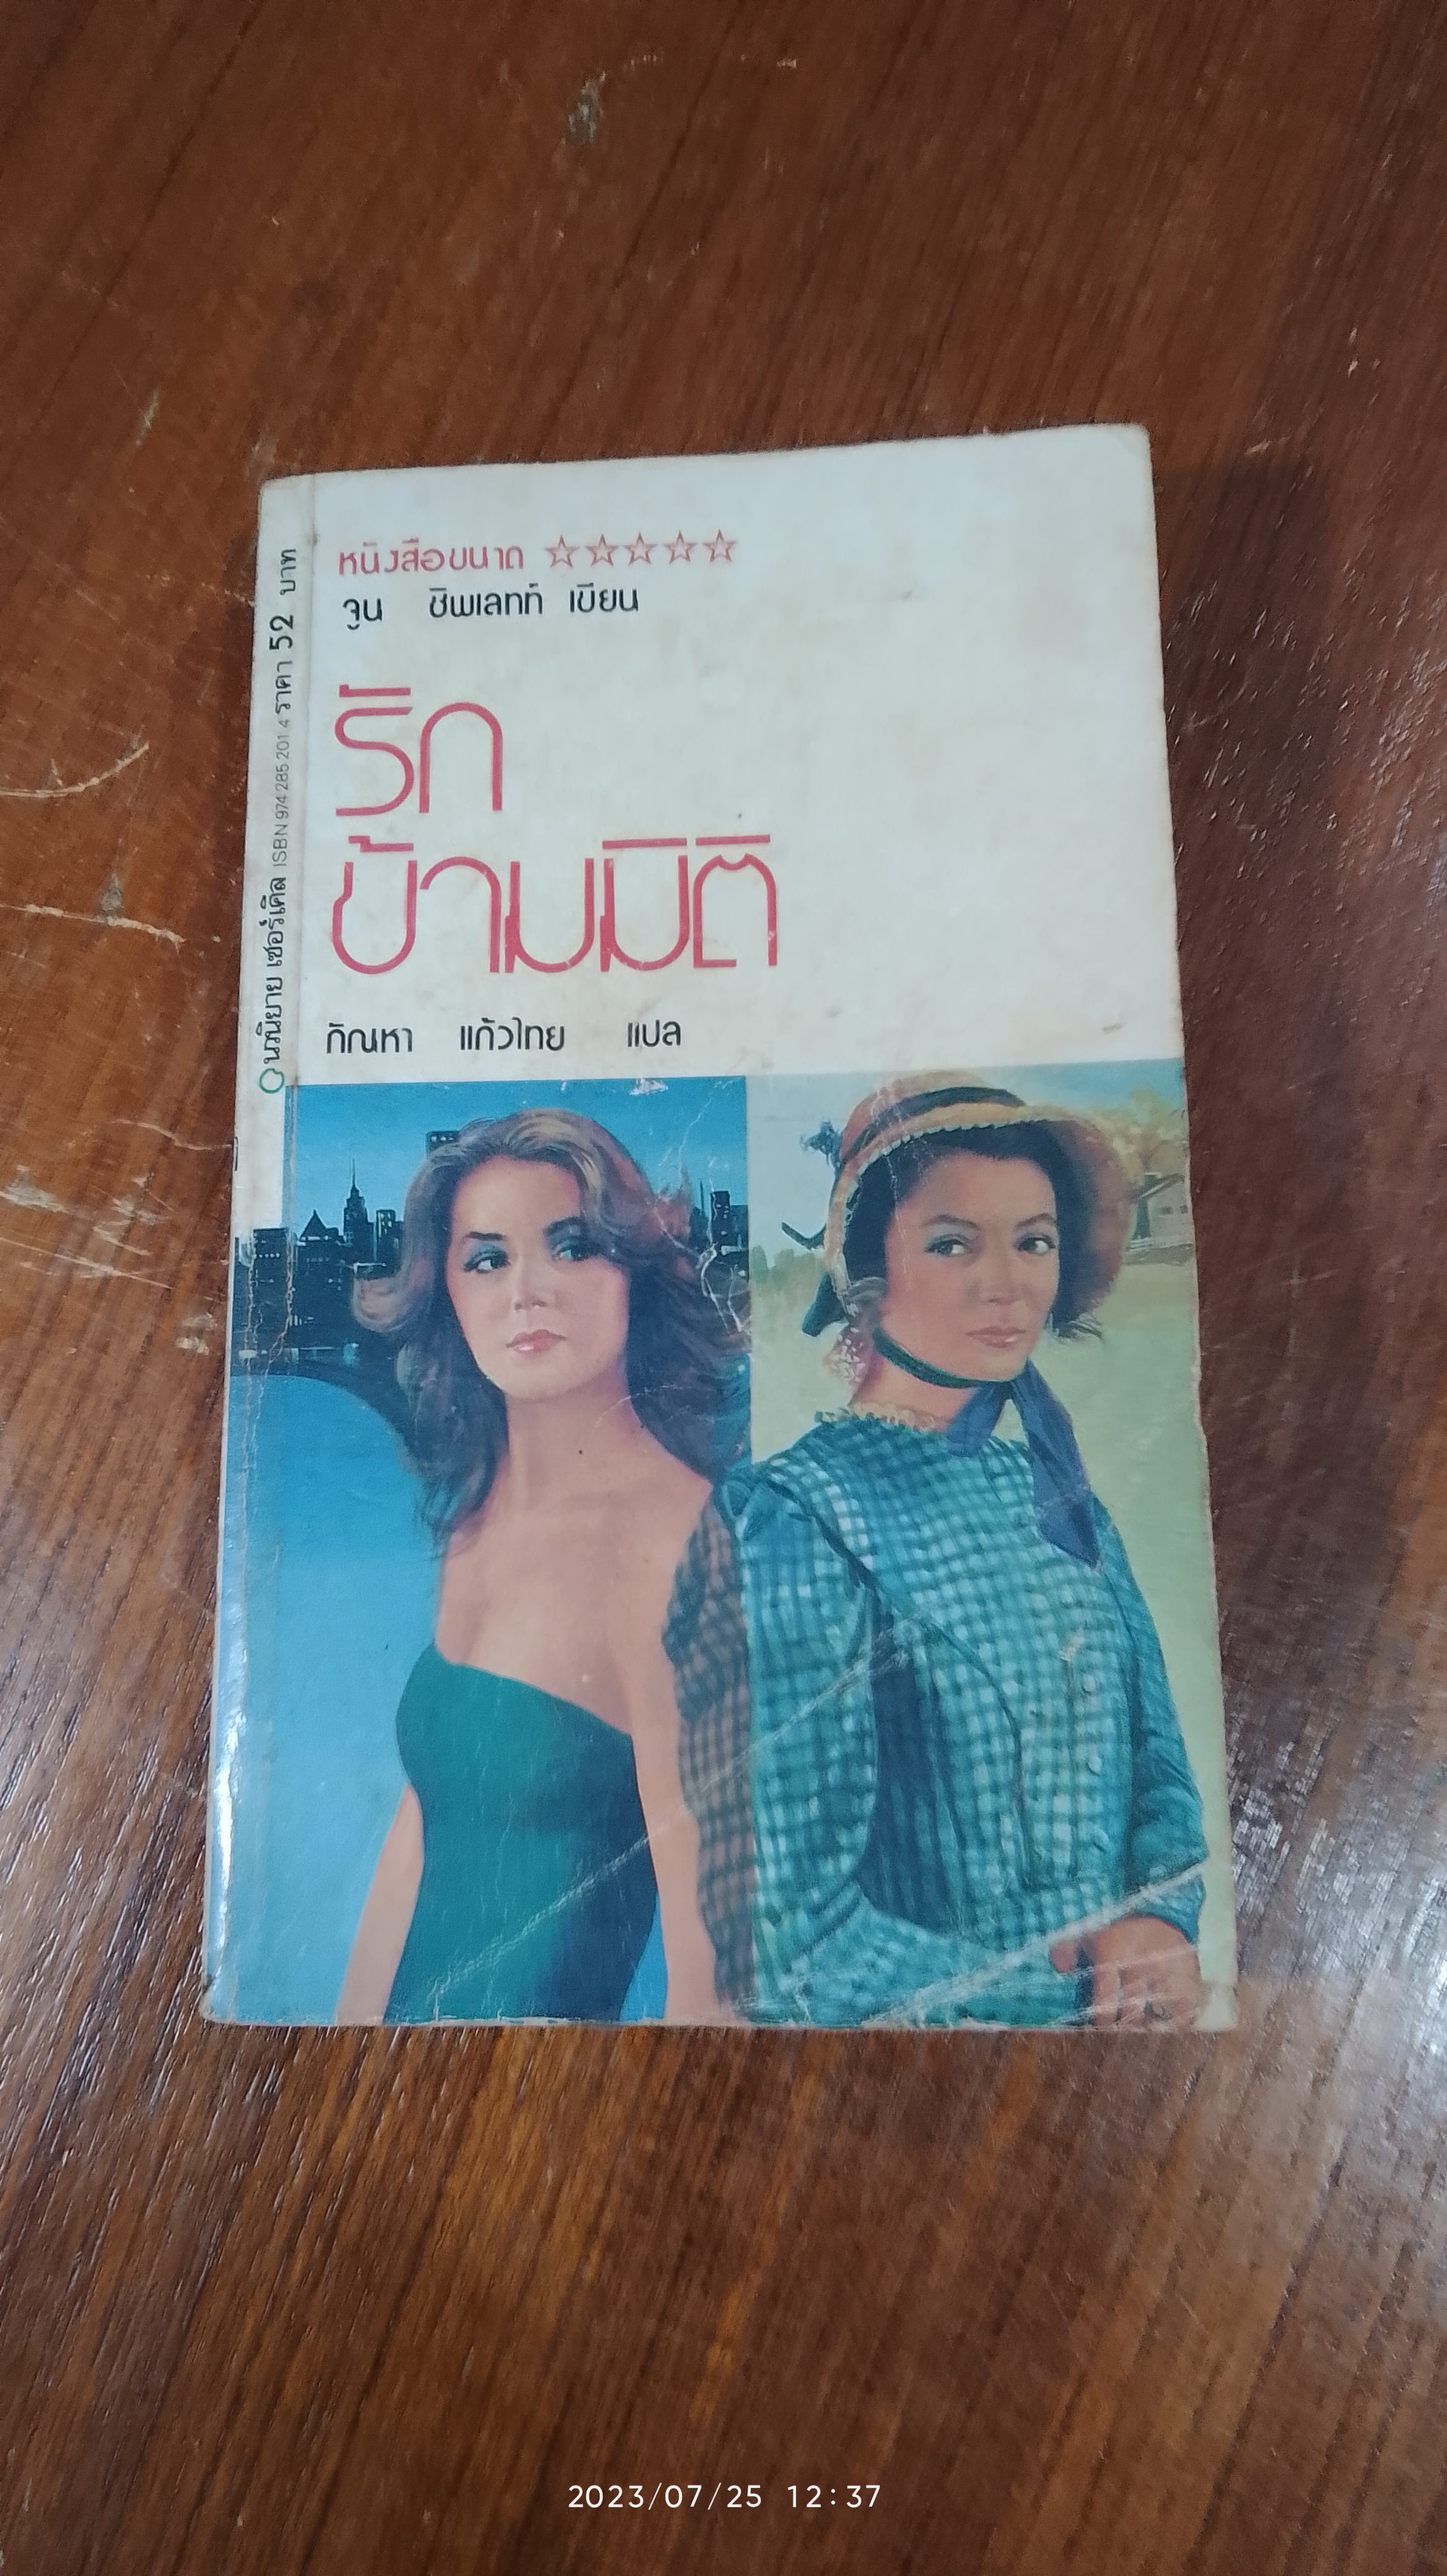 หนังสือขนาด ☆☆☆☆☆
จูน ชิพเลทท์ เขียน
รัก
ข้ามมิติ
กัณหา แก้วไทย แปล
นวนิยาย เซอร์เคิล ISBN 974 285 201 4 ราคา 52 บาท
2023/07/25 12:37